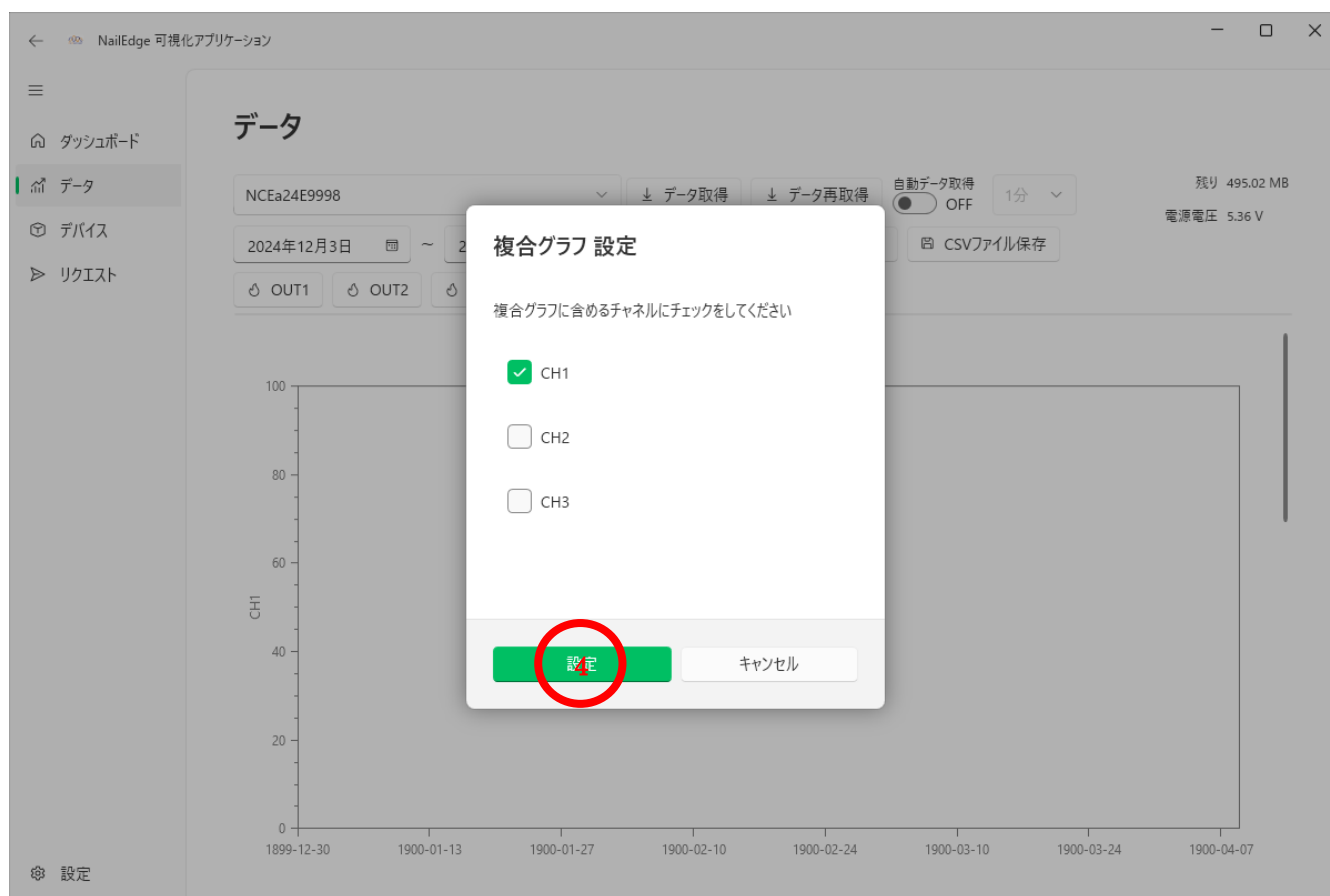 NailEdge 可視化アプリケーション
ダッシュボード
データ
デバイス
リクエスト
設定
データ
NCEa24E9998
データ取得
データ再取得
自動データ取得
OFF
1分
残り 495.02 MB
電源電圧 5.36 V
2024年12月3日 ~ 2
CSVファイル保存
OUT1
OUT2
複合グラフ 設定
複合グラフに含めるチャネルにチェックをしてください
CH1
CH2
CH3
設定
4
キャンセル
CH1
100
80
60
40
20
0
1899-12-30 1900-01-13 1900-01-27 1900-02-10 1900-02-24 1900-03-10 1900-03-24 1900-04-07